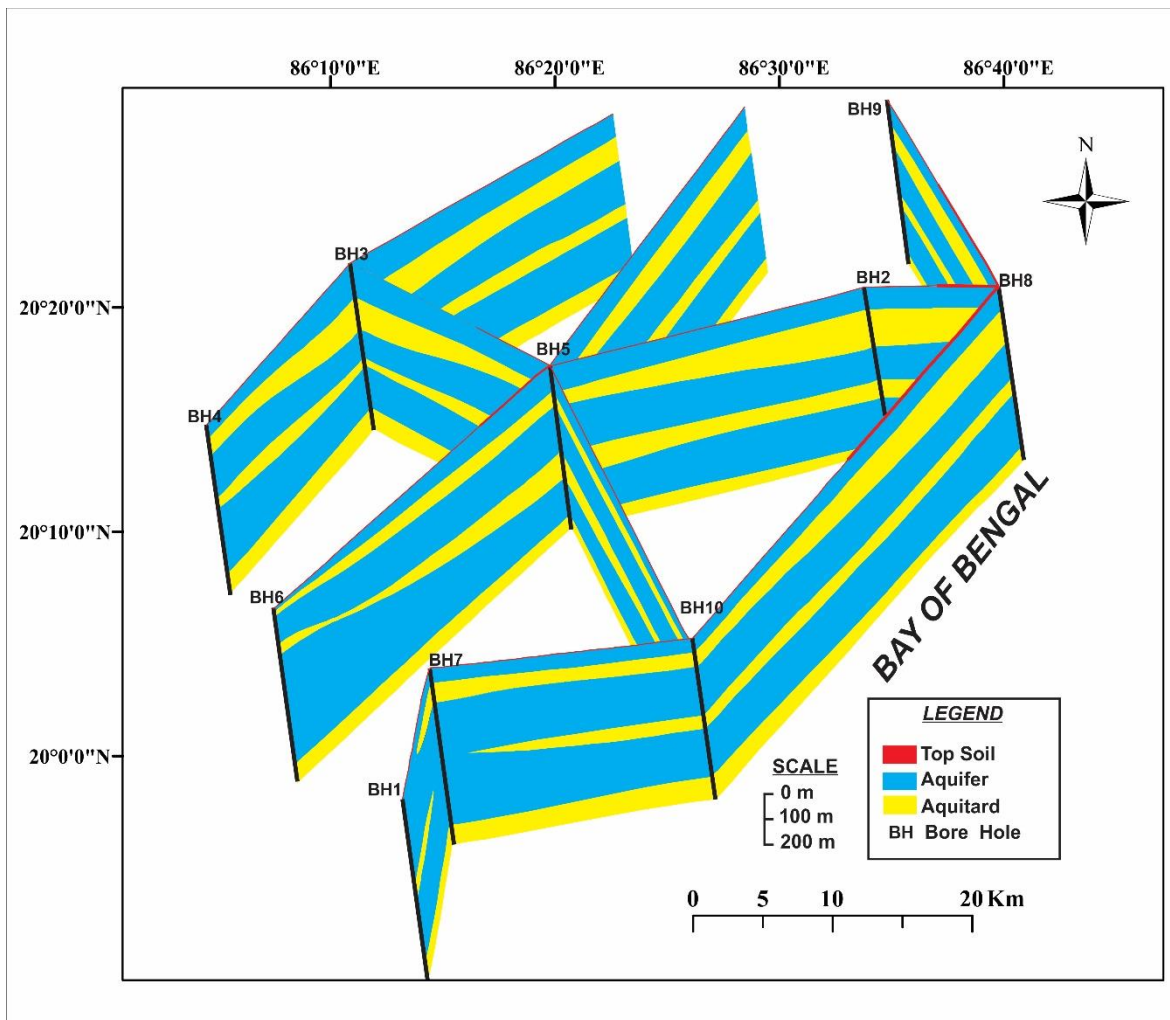 86°10'0"E 86°20'0"E 86°30'0"E 86°40'0"E
BH9
N
BH3
BH2
BH8
20°20'0"N
BH5
BH4
20°10'0"N
BH6
BH10
BH7
BAY OF BENGAL
LEGEND
Top Soil
Aquifer
Aquitard
BH Bore Hole
20°0'0"N
BH1
SCALE
0 m
100 m
200 m
0 5 10 20 Km